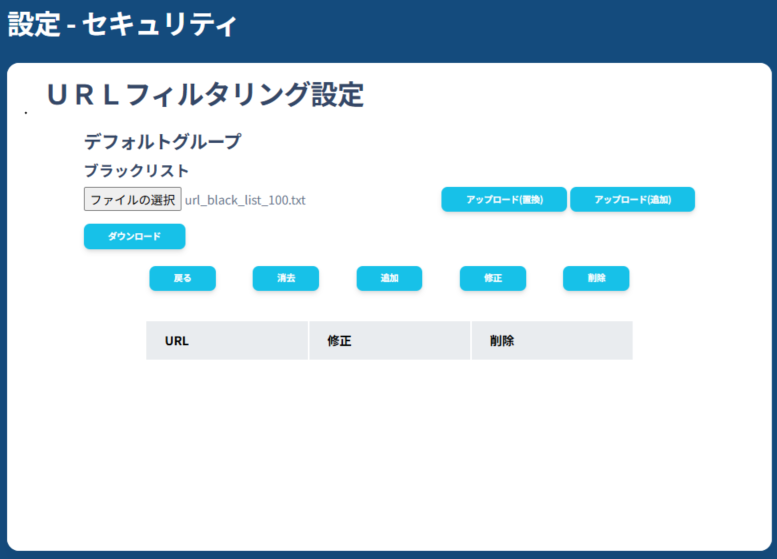 設定 - セキュリティ
ＵＲＬフィルタリング設定
デフォルトグループ
ブラックリスト
ファイルの選択 url_black_list_100.txt アップロード(置換) アップロード(追加)
ダウンロード
戻る 消去 追加 修正 削除
URL 修正 削除